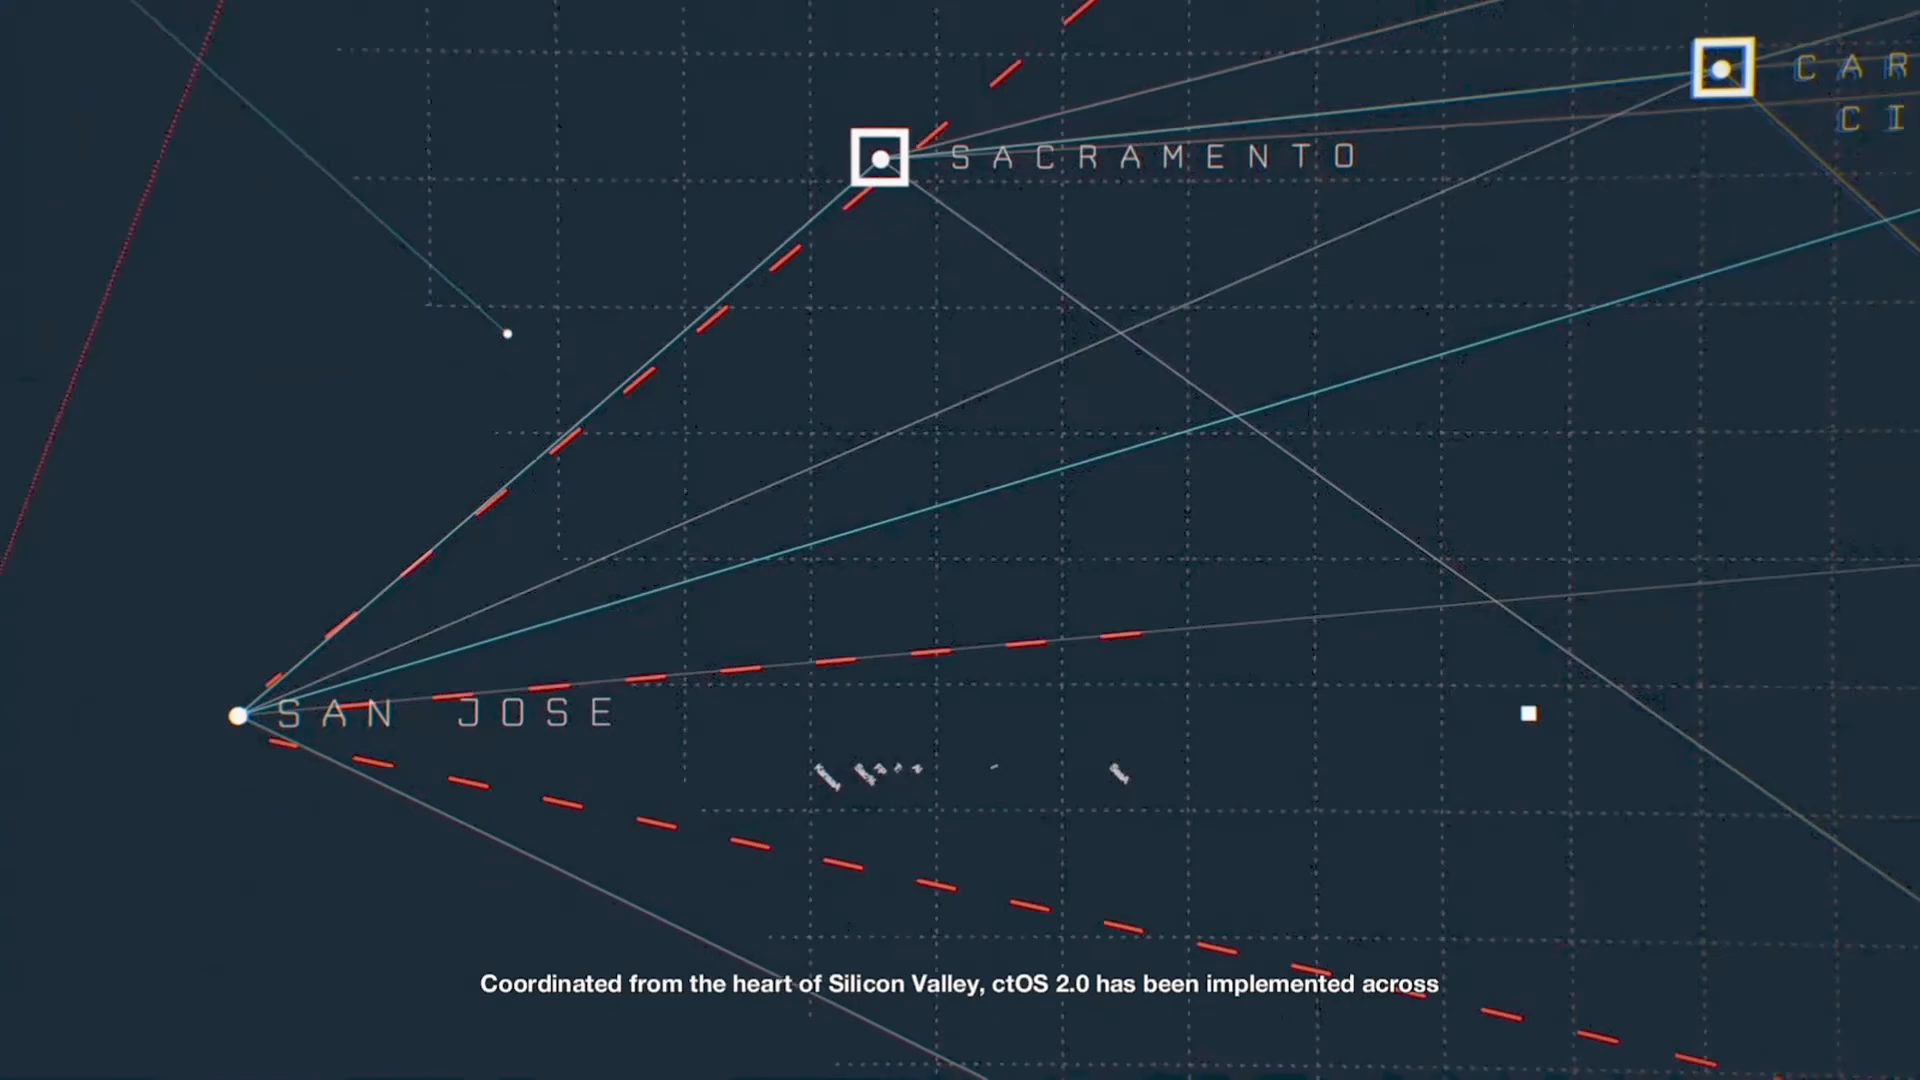 CAR
CI
SACRAMENTO
SAN JOSE
Coordinated from the heart of Silicon Valley, ctOS 2.0 has been implemented across